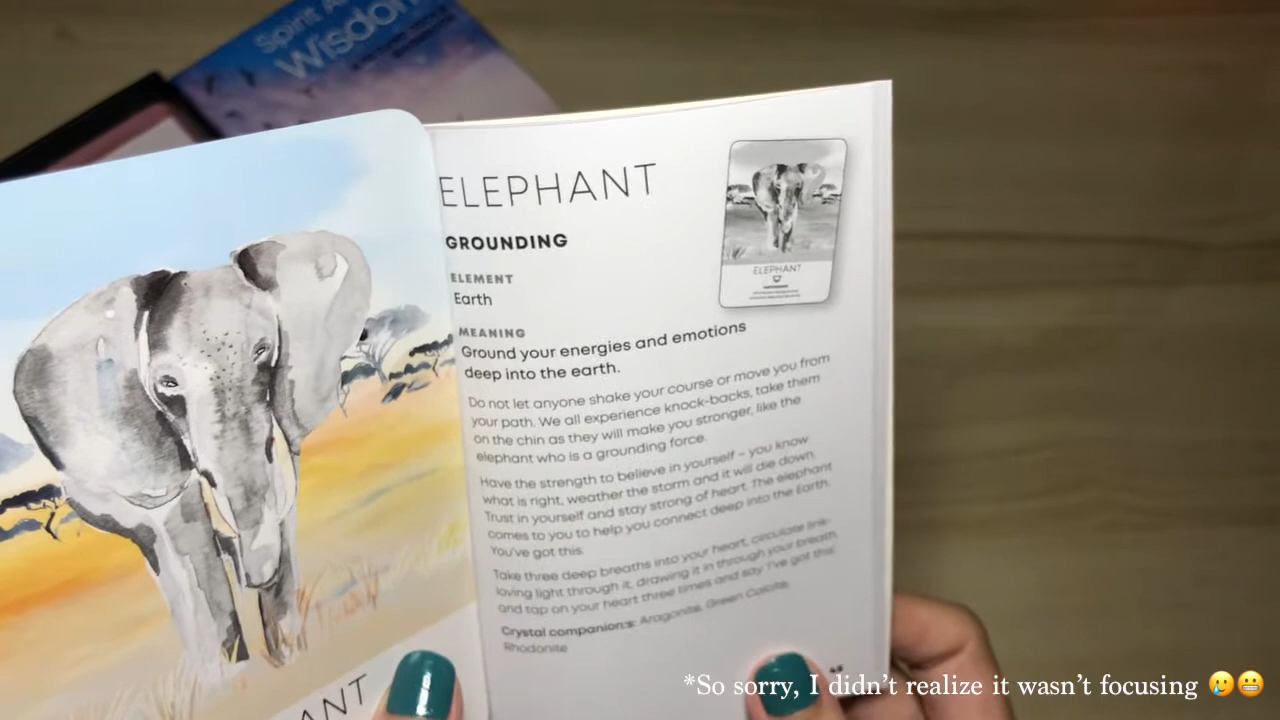 Spirit A
Wisdom
ELEPHANT
GROUNDING
ELEMENT
Earth
MEANING
Ground your energies and emotions
deep into the earth.
Do not let anyone shake your course or move you from
your path. We all experience knock-backs, take them
on the chin as they will make you stronger, like the
elephant who is a grounding force.
Have the strength to believe in yourself – you know
what is right, weather the storm and it will die down.
Trust in yourself and stay strong of heart. The elephant
comes to you to help you connect deep into the Earth.
You've got this.
Take three deep breaths into your heart, circulate
loving light through it, drawing it in through your breath
and tap on your heart three times and say 'I've got this'.
Crystal companions: Aragonite, Green Calcite,
Rhodonite
ELEPHANT
ANT
*So sorry, I didn't realize it wasn't focusing 🥲😬